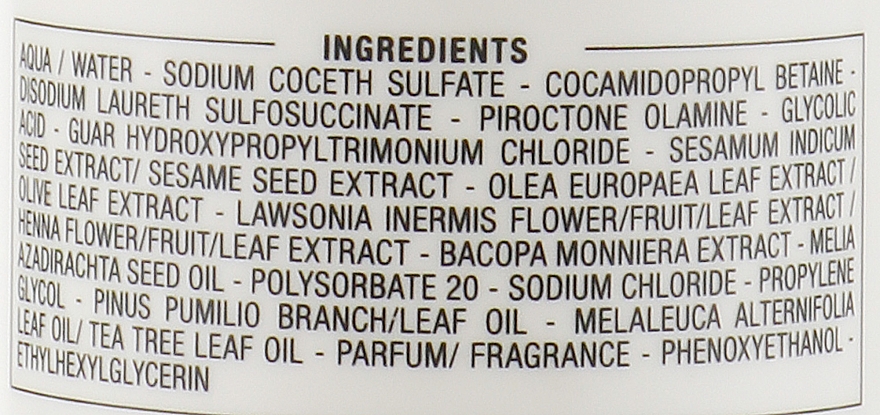 INGREDIENTS
AQUA / WATER - SODIUM COCETH SULFATE - COCAMIDOPROPYL BETAINE -
DISODIUM LAURETH SULFOSUCCINATE - PIROCTONE OLAMINE - GLYCOLIC
ACID - GUAR HYDROXYPROPYLTRIMONIUM CHLORIDE - SESAMUM INDICUM
SEED EXTRACT/ SESAME SEED EXTRACT - OLEA EUROPAEA LEAF EXTRACT /
OLIVE LEAF EXTRACT - LAWSONIA INERMIS FLOWER/FRUIT/LEAF EXTRACT /
HENNA FLOWER/FRUIT/LEAF EXTRACT - BACOPA MONNIERA EXTRACT - MELIA
AZADIRACHTA SEED OIL - POLYSORBATE 20 - SODIUM CHLORIDE - PROPYLENE
GLYCOL - PINUS PUMILIO BRANCH/LEAF OIL - MELALEUCA ALTERNIFOLIA
LEAF OIL/ TEA TREE LEAF OIL - PARFUM/ FRAGRANCE - PHENOXYETHANOL -
ETHYLHEXYLGLYCERIN